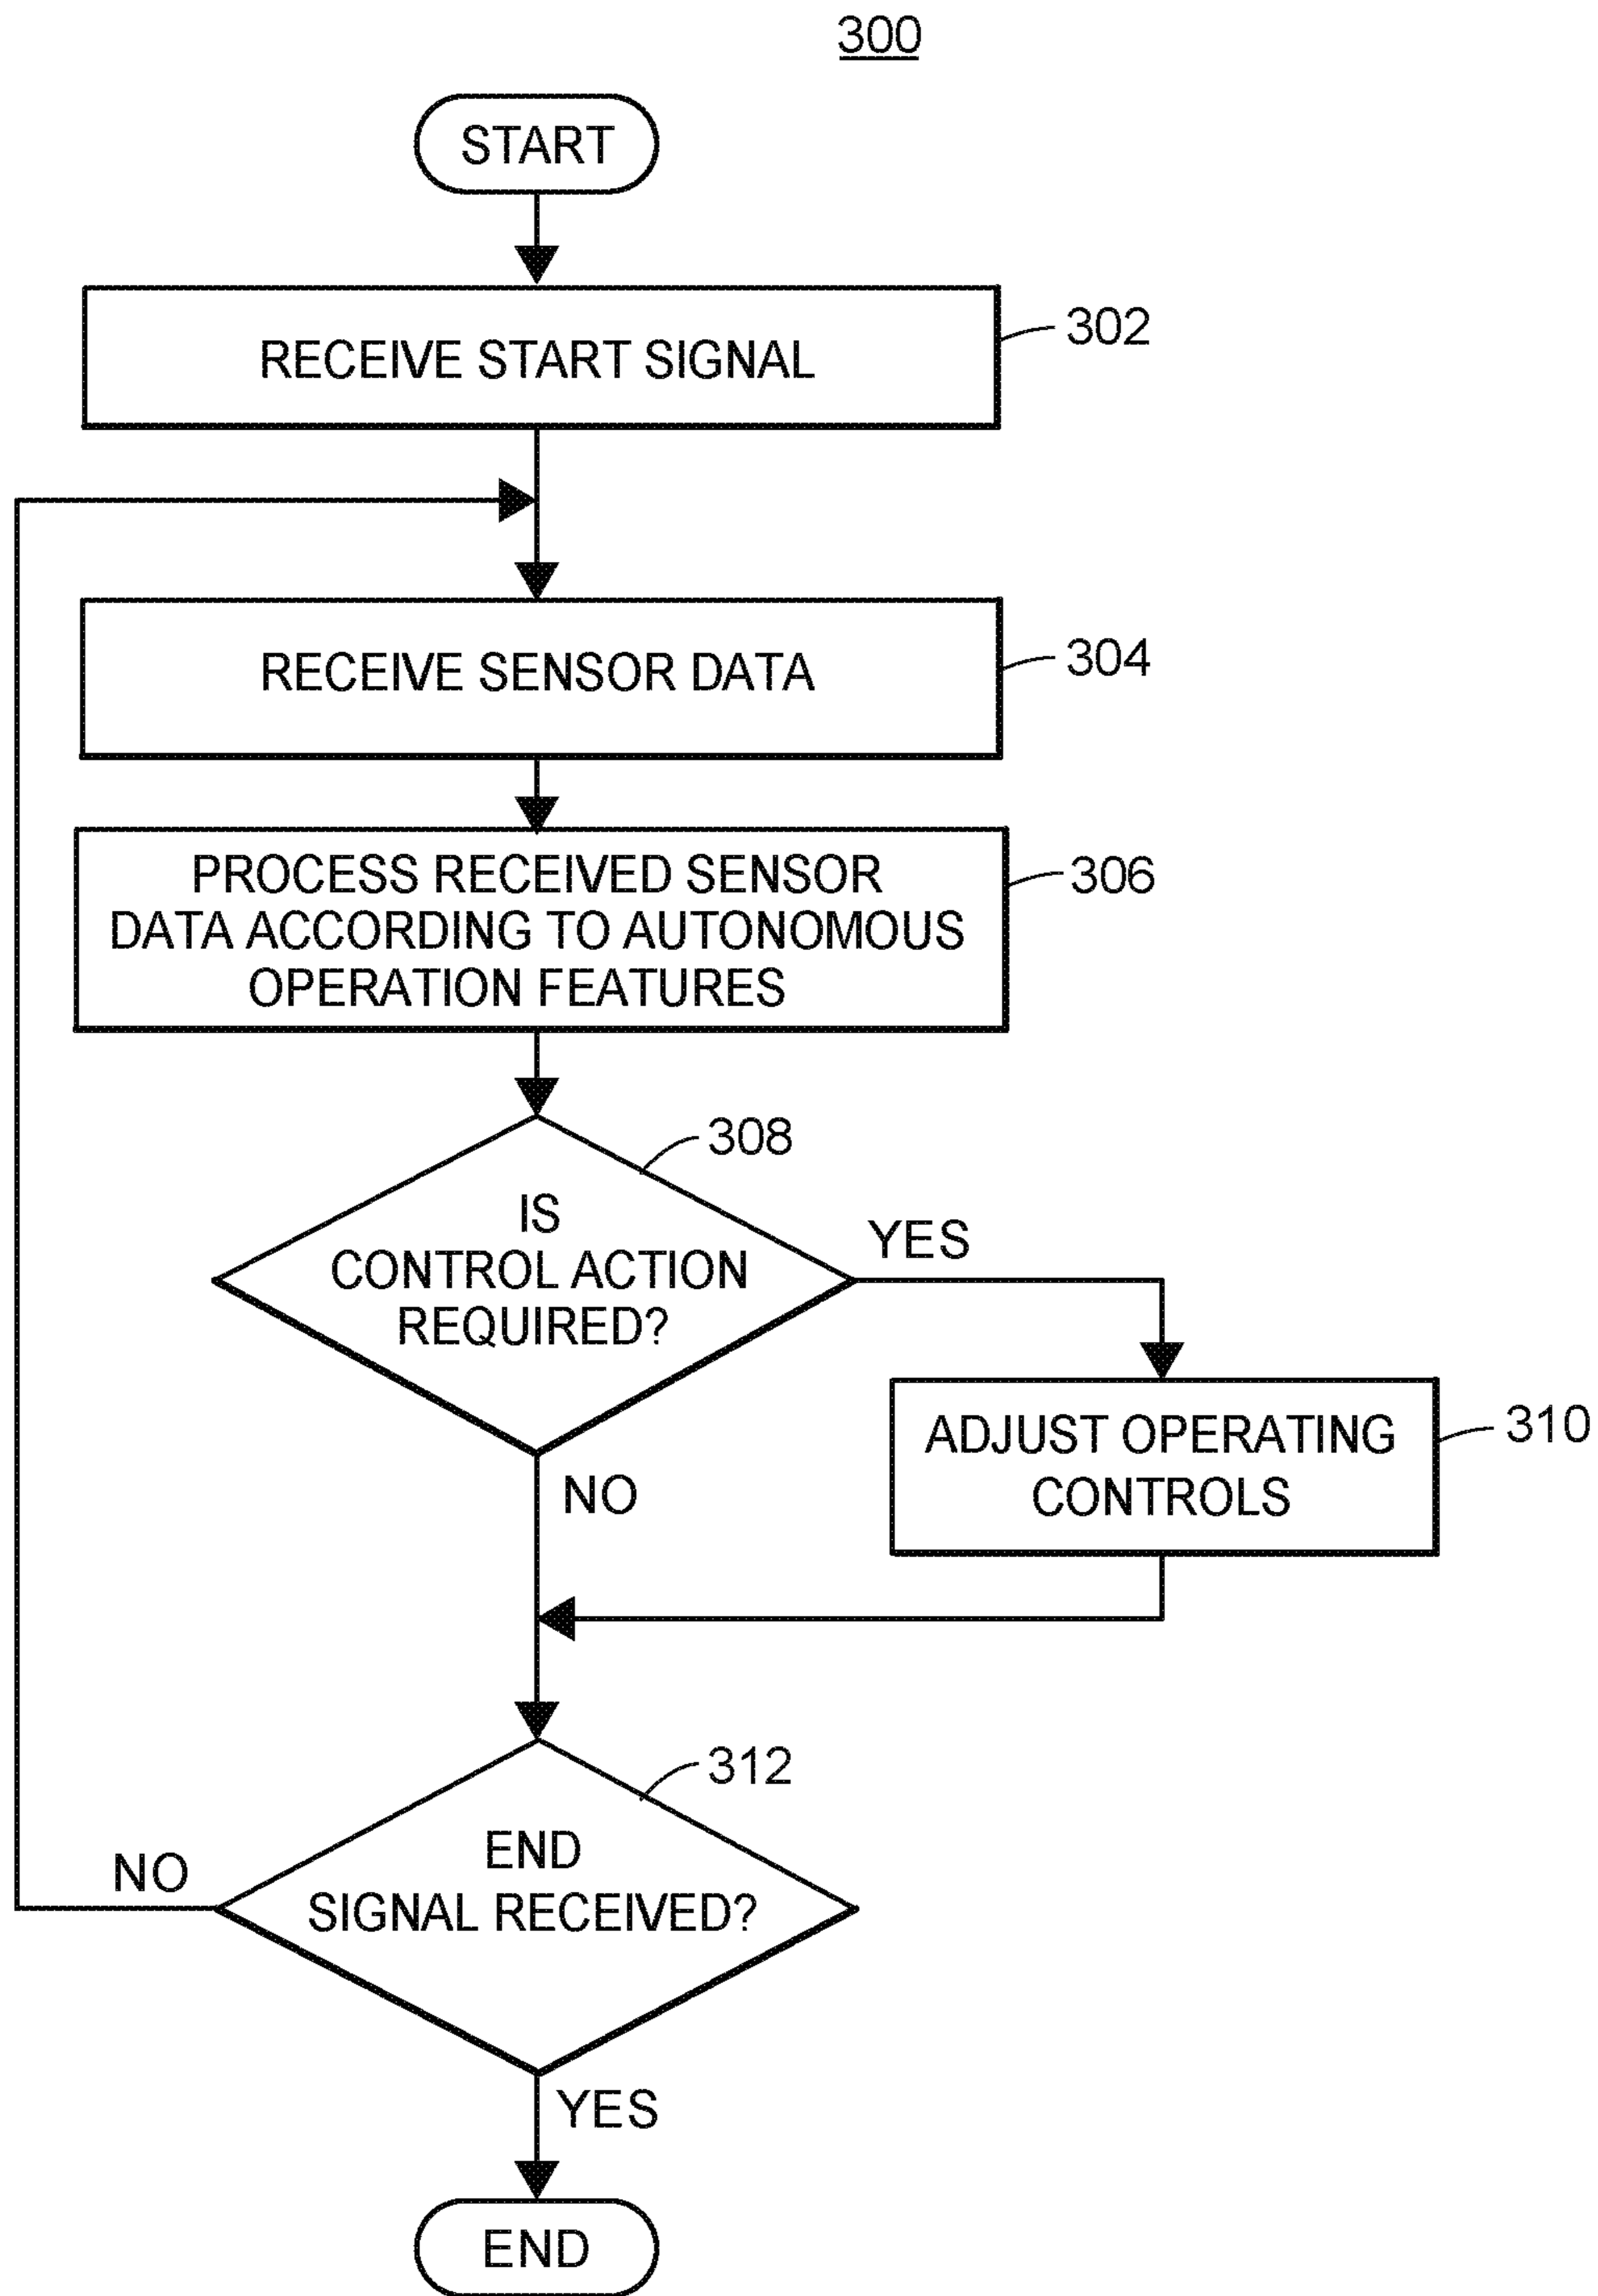 300
START
RECEIVE START SIGNAL
302
RECEIVE SENSOR DATA
304
PROCESS RECEIVED SENSOR
DATA ACCORDING TO AUTONOMOUS
OPERATION FEATURES
306
308
IS
CONTROL ACTION
REQUIRED?
YES
NO
ADJUST OPERATING
CONTROLS
310
312
END
SIGNAL RECEIVED?
NO
YES
END